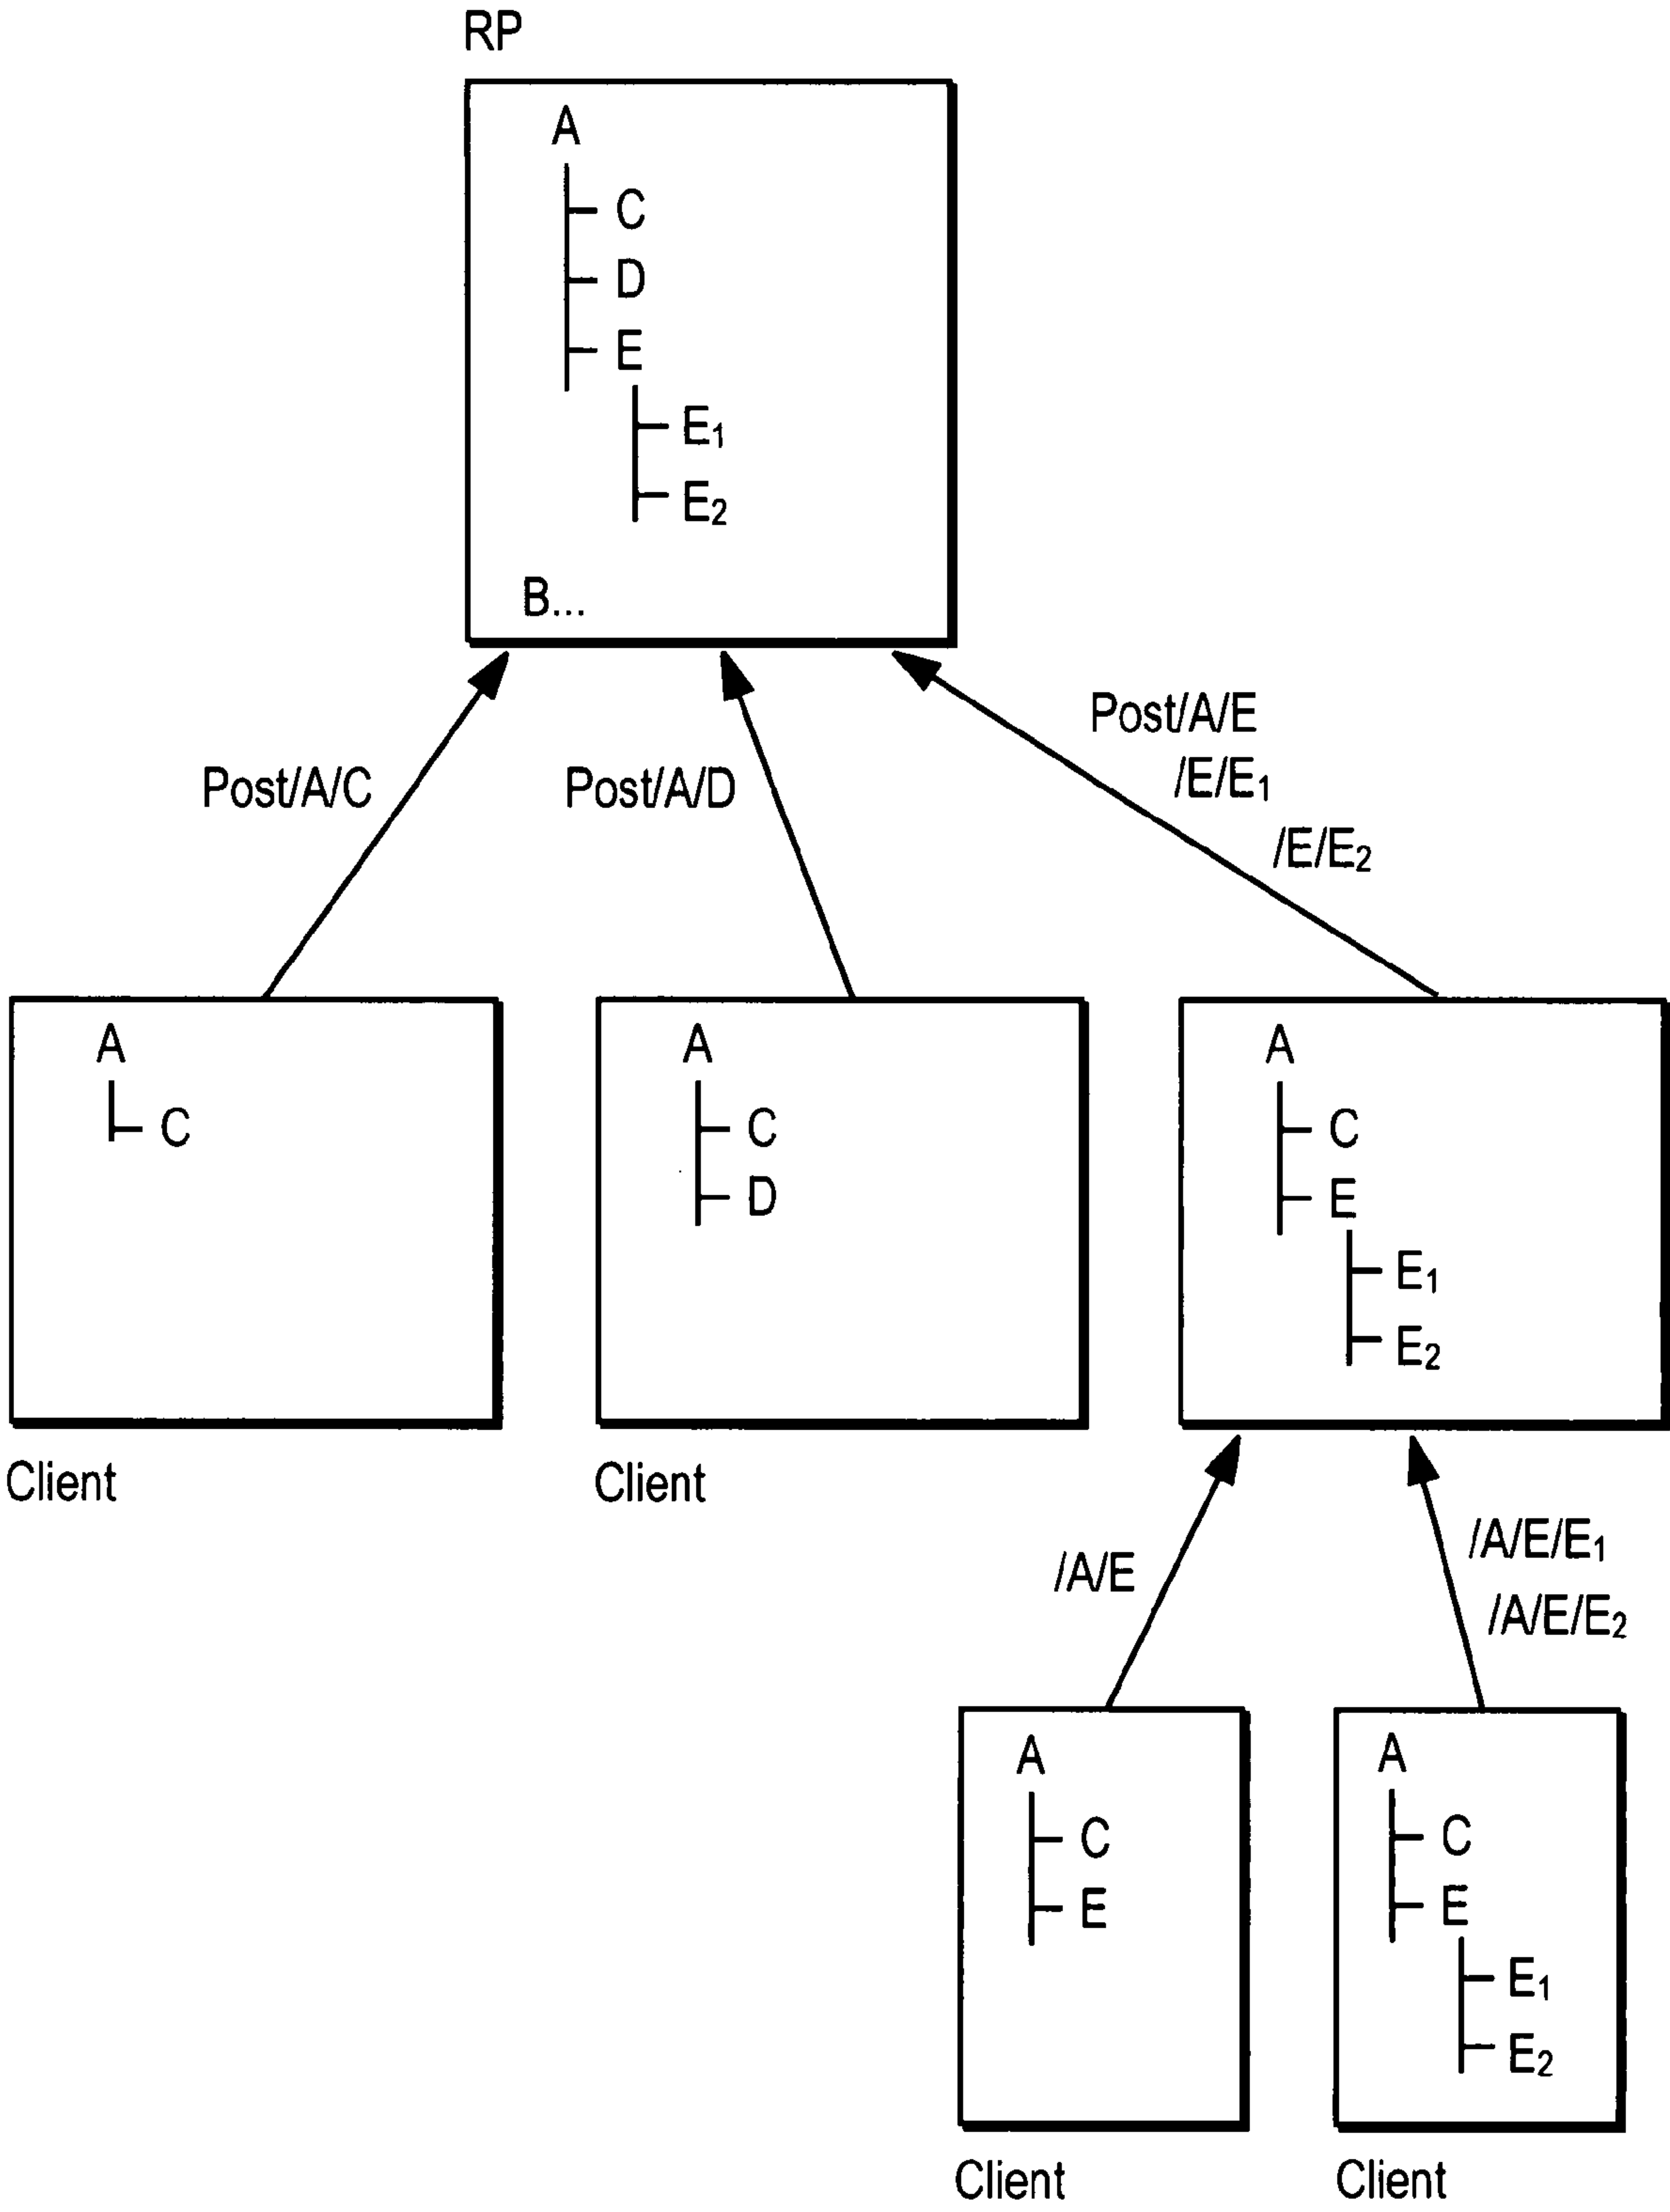 RP
A
C
D
E
E₁
E₂
B...
Post/A/C
Post/A/D
Post/A/E
/E/E₁
/E/E₂
A
C
Client
A
C
D
Client
A
C
E
E₁
E₂
/A/E
/A/E/E₁
/A/E/E₂
A
C
E
Client
A
C
E
E₁
E₂
Client